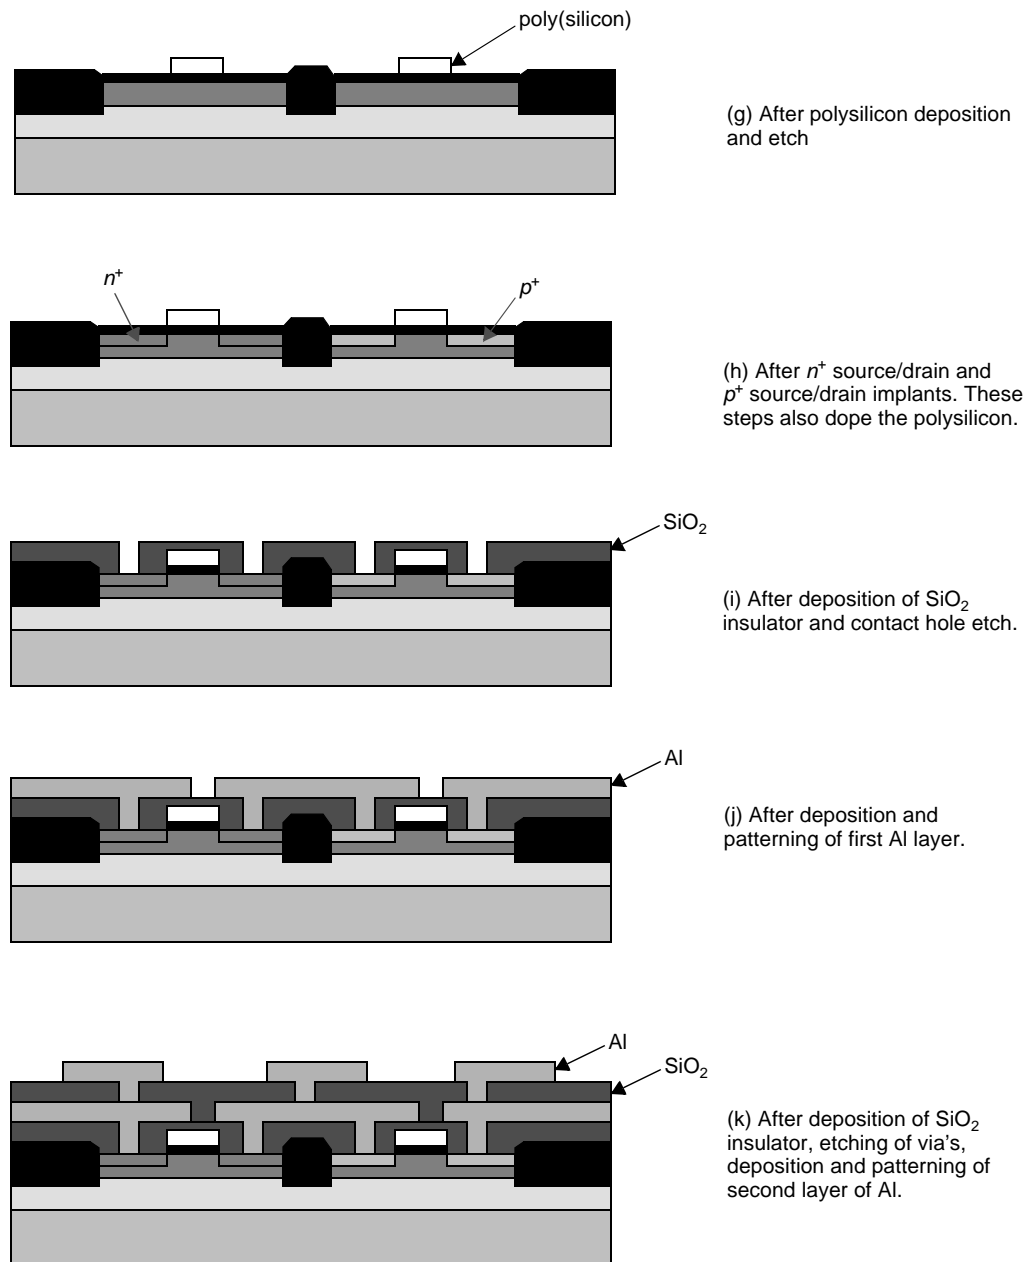 poly(silicon)
(g) After polysilicon deposition
and etch
n+
p+
(h) After n+ source/drain and
p+ source/drain implants. These
steps also dope the polysilicon.
SiO2
(i) After deposition of SiO2
insulator and contact hole etch.
Al
(j) After deposition and
patterning of first Al layer.
Al
SiO2
(k) After deposition of SiO2
insulator, etching of via's,
deposition and patterning of
second layer of Al.